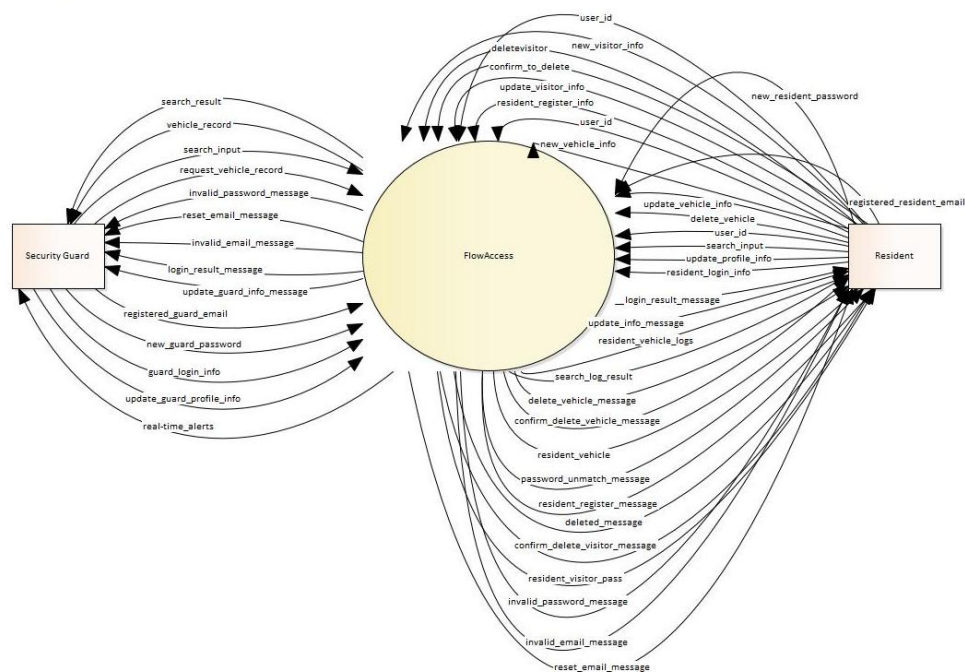 user_id
new_visitor_info
deletevisitor
confirm_to_delete
update_visitor_info
resident_register_info
user_id
new_vehicle_info
new_resident_password
search_result
vehicle_record
search_input
request_vehicle_record
invalid_password_message
reset_email_message
invalid_email_message
login_result_message
update_guard_info_message
registered_guard_email
new_guard_password
guard_login_info
update_guard_profile_info
real-time_alerts
Security Guard
FlowAccess
Resident
registered_resident_email
update_vehicle_info
delete_vehicle
user_id
search_input
update_profile_info
resident_login_info
login_result_message
update_info_message
resident_vehicle_logs
search_log_result
delete_vehicle_message
confirm_delete_vehicle_message
resident_vehicle
password_unmatch_message
resident_register_message
deleted_message
confirm_delete_visitor_message
resident_visitor_pass
invalid_password_message
invalid_email_message
reset_email_message